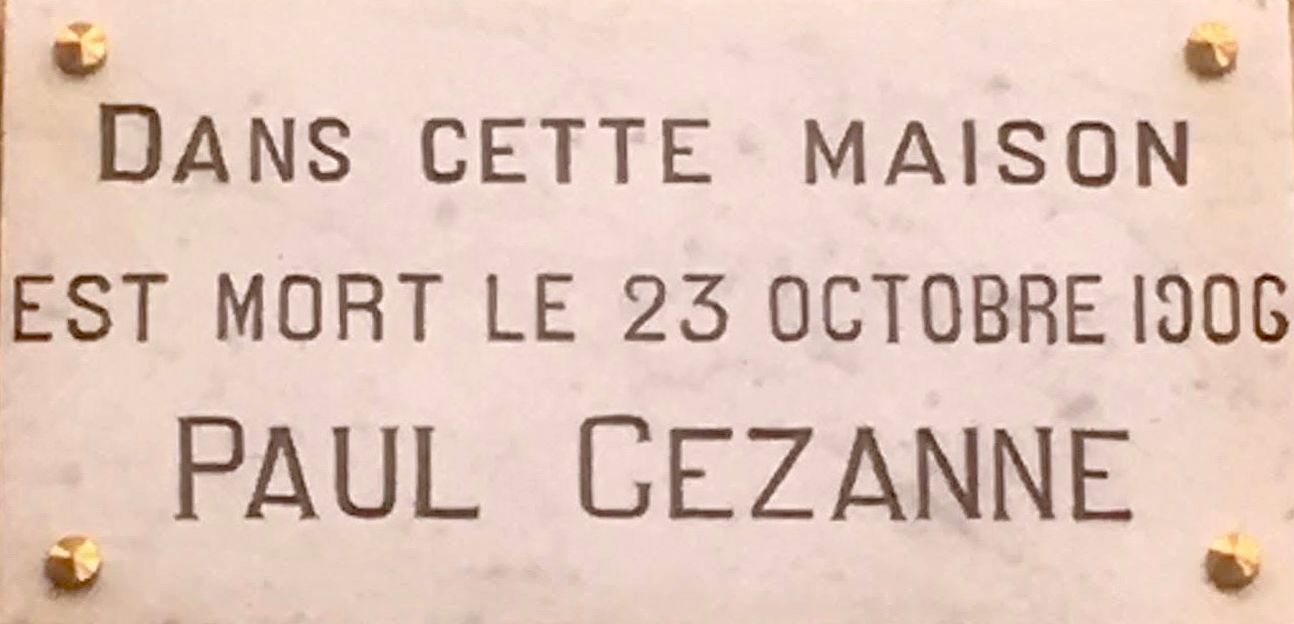 DANS CETTE MAISON
EST MORT LE 23 OCTOBRE 1906
PAUL CEZANNE